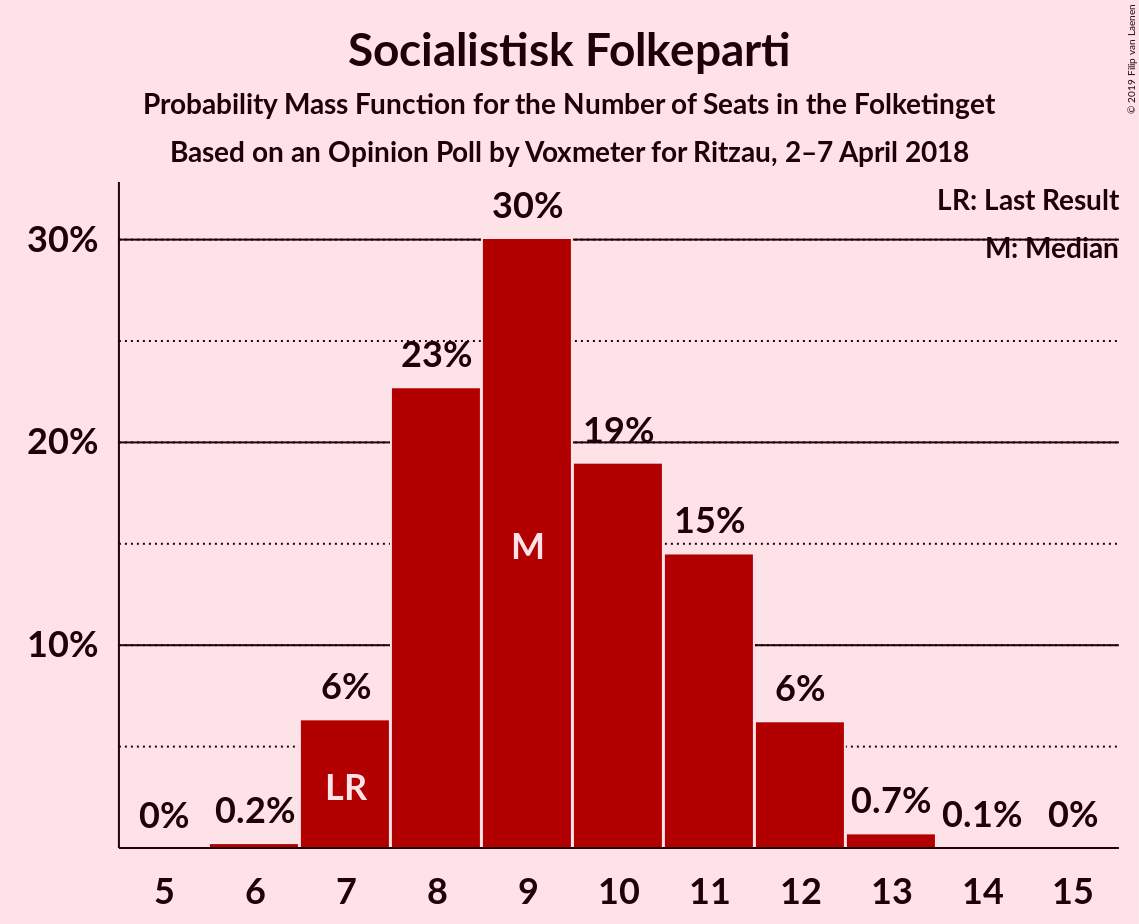 Socialistisk Folkeparti
Probability Mass Function for the Number of Seats in the Folketinget
Based on an Opinion Poll by Voxmeter for Ritzau, 2–7 April 2018
© 2019 Filip van Laenen
LR: Last Result
M: Median
30%
20%
10%
0%
0.2%
6%
23%
30%
19%
15%
6%
0.7%
0.1%
0%
LR
M
5 6 7 8 9 10 11 12 13 14 15